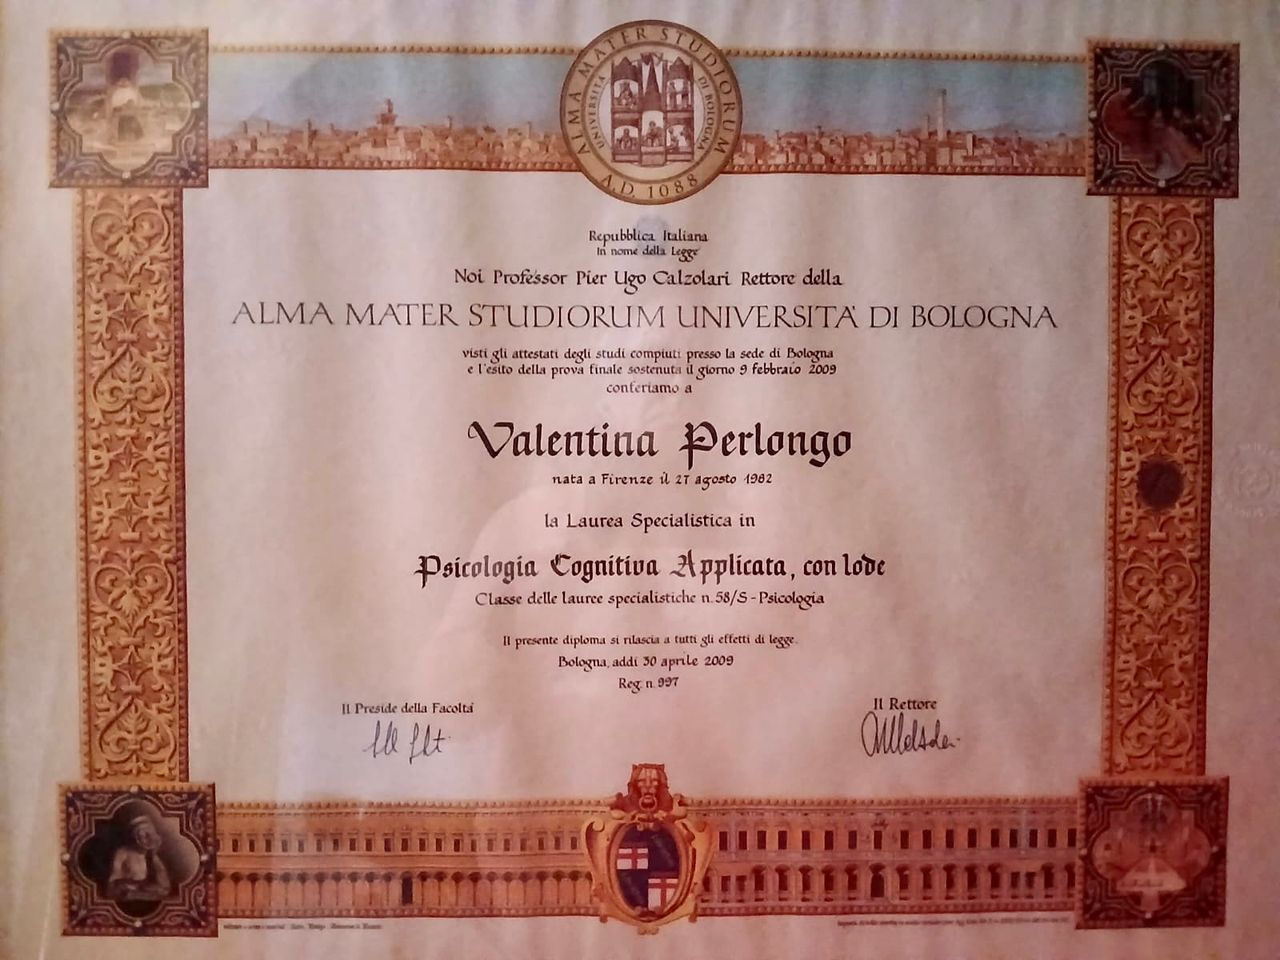 ALMA MATER STUDIORUM
UNIVERSITÀ DI BOLOGNA
A.D. 1088
Repubblica Italiana
In nome della Legge
Noi Professor Pier Ugo Calzolari Rettore della
ALMA MATER STUDIORUM UNIVERSITA' DI BOLOGNA
visti gli attestati degli studi compiuti presso la sede di Bologna
e l'esito della prova finale sostenuta il giorno 9 febbraio 2009
conferiamo a
Valentina Perlongo
nata a Firenze il 27 agosto 1982
la Laurea Specialistica in
Psicologia Cognitiva Applicata, con lode
Classe delle lauree specialistiche n. 58/S - Psicologia
Il presente diploma si rilascia a tutti gli effetti di legge.
Bologna, addì 30 aprile 2009
Reg. n. 997
Il Preside della Facoltà
Il Rettore